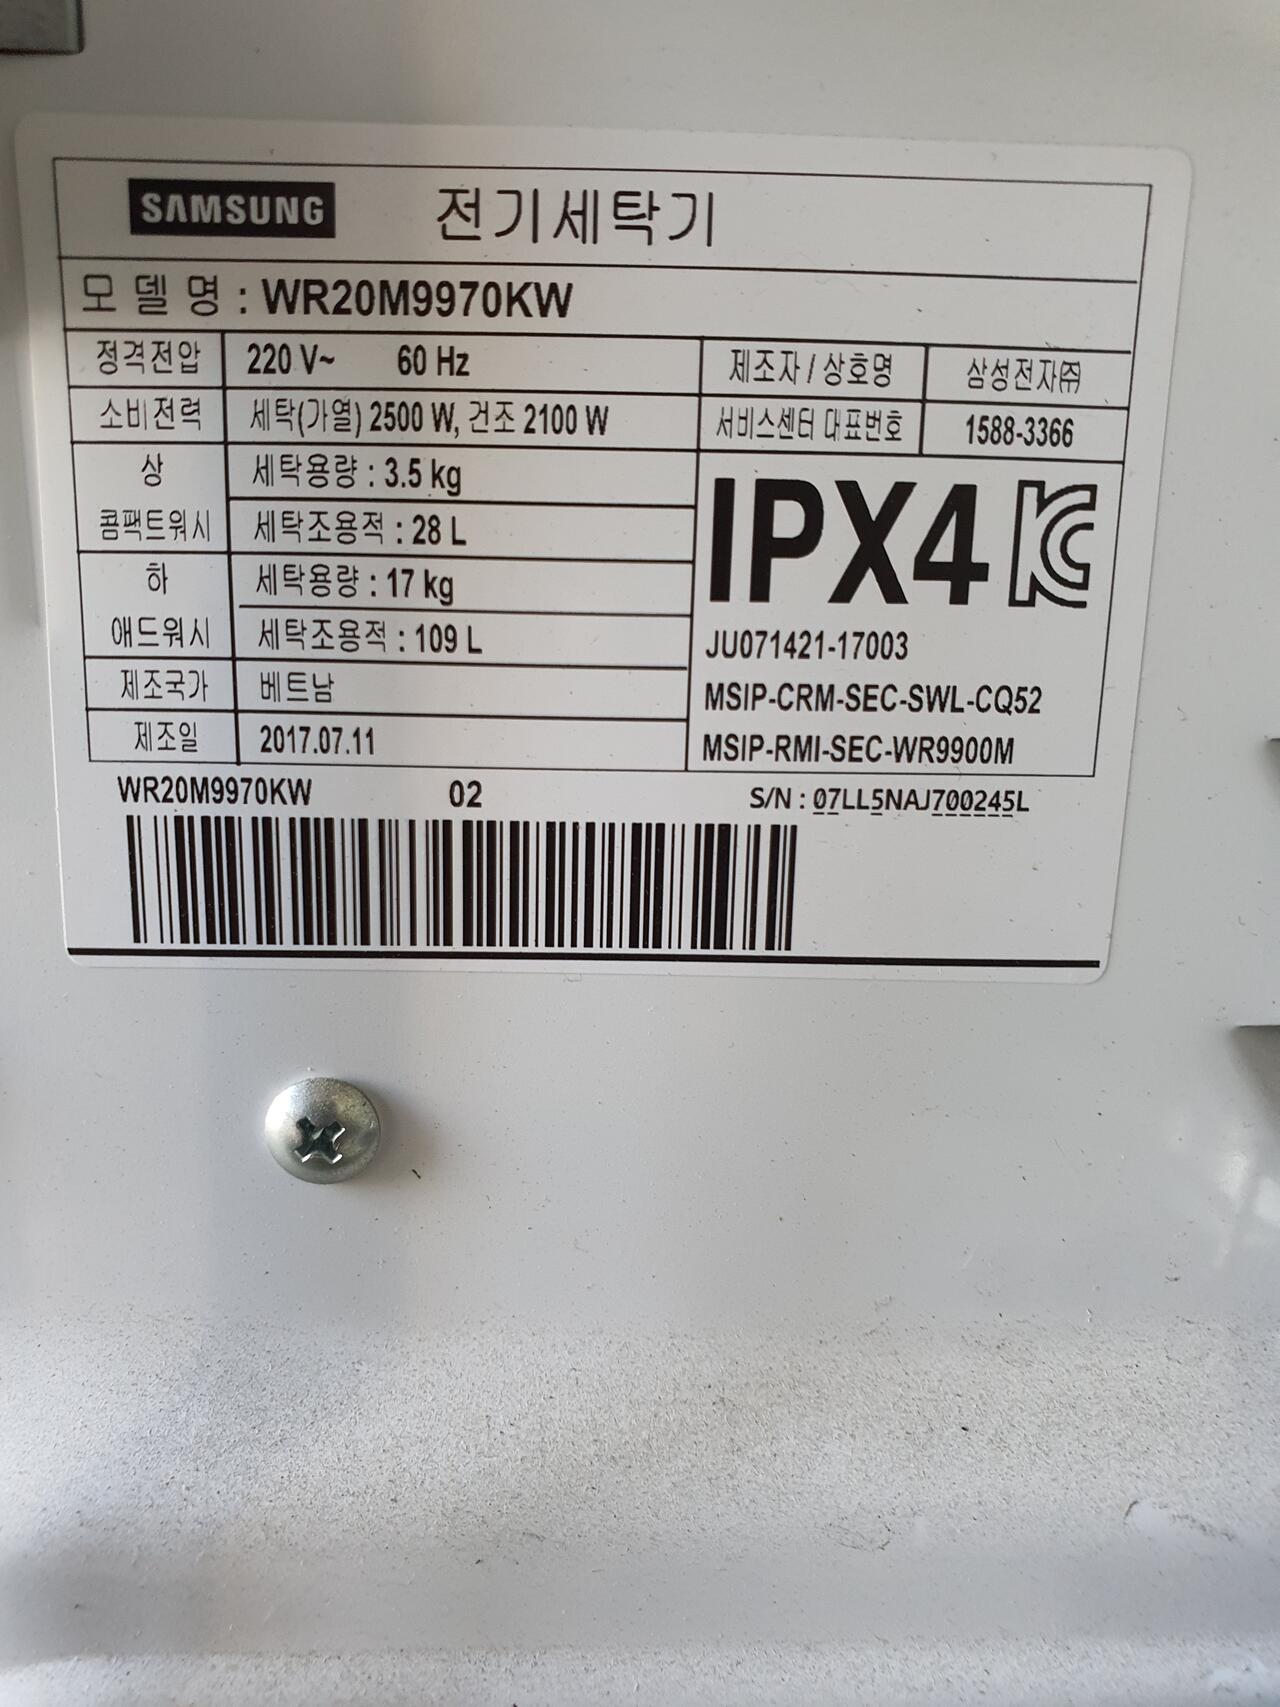 SAMSUNG 전기세탁기
모델명 : WR20M9970KW
정격전압 220 V~ 60 Hz 제조자 / 상호명 삼성전자㈜
소비전력 세탁(가열) 2500 W, 건조 2100 W 서비스센터 대표번호 1588-3366
상 세탁용량 : 3.5 kg
콤팩트워시 세탁조용적 : 28 L
하 세탁용량 : 17 kg
애드워시 세탁조용적 : 109 L
제조국가 베트남
제조일 2017.07.11
IPX4 KC
JU071421-17003
MSIP-CRM-SEC-SWL-CQ52
MSIP-RMI-SEC-WR9900M
WR20M9970KW 02 S/N : 07LL5NAJ700245L